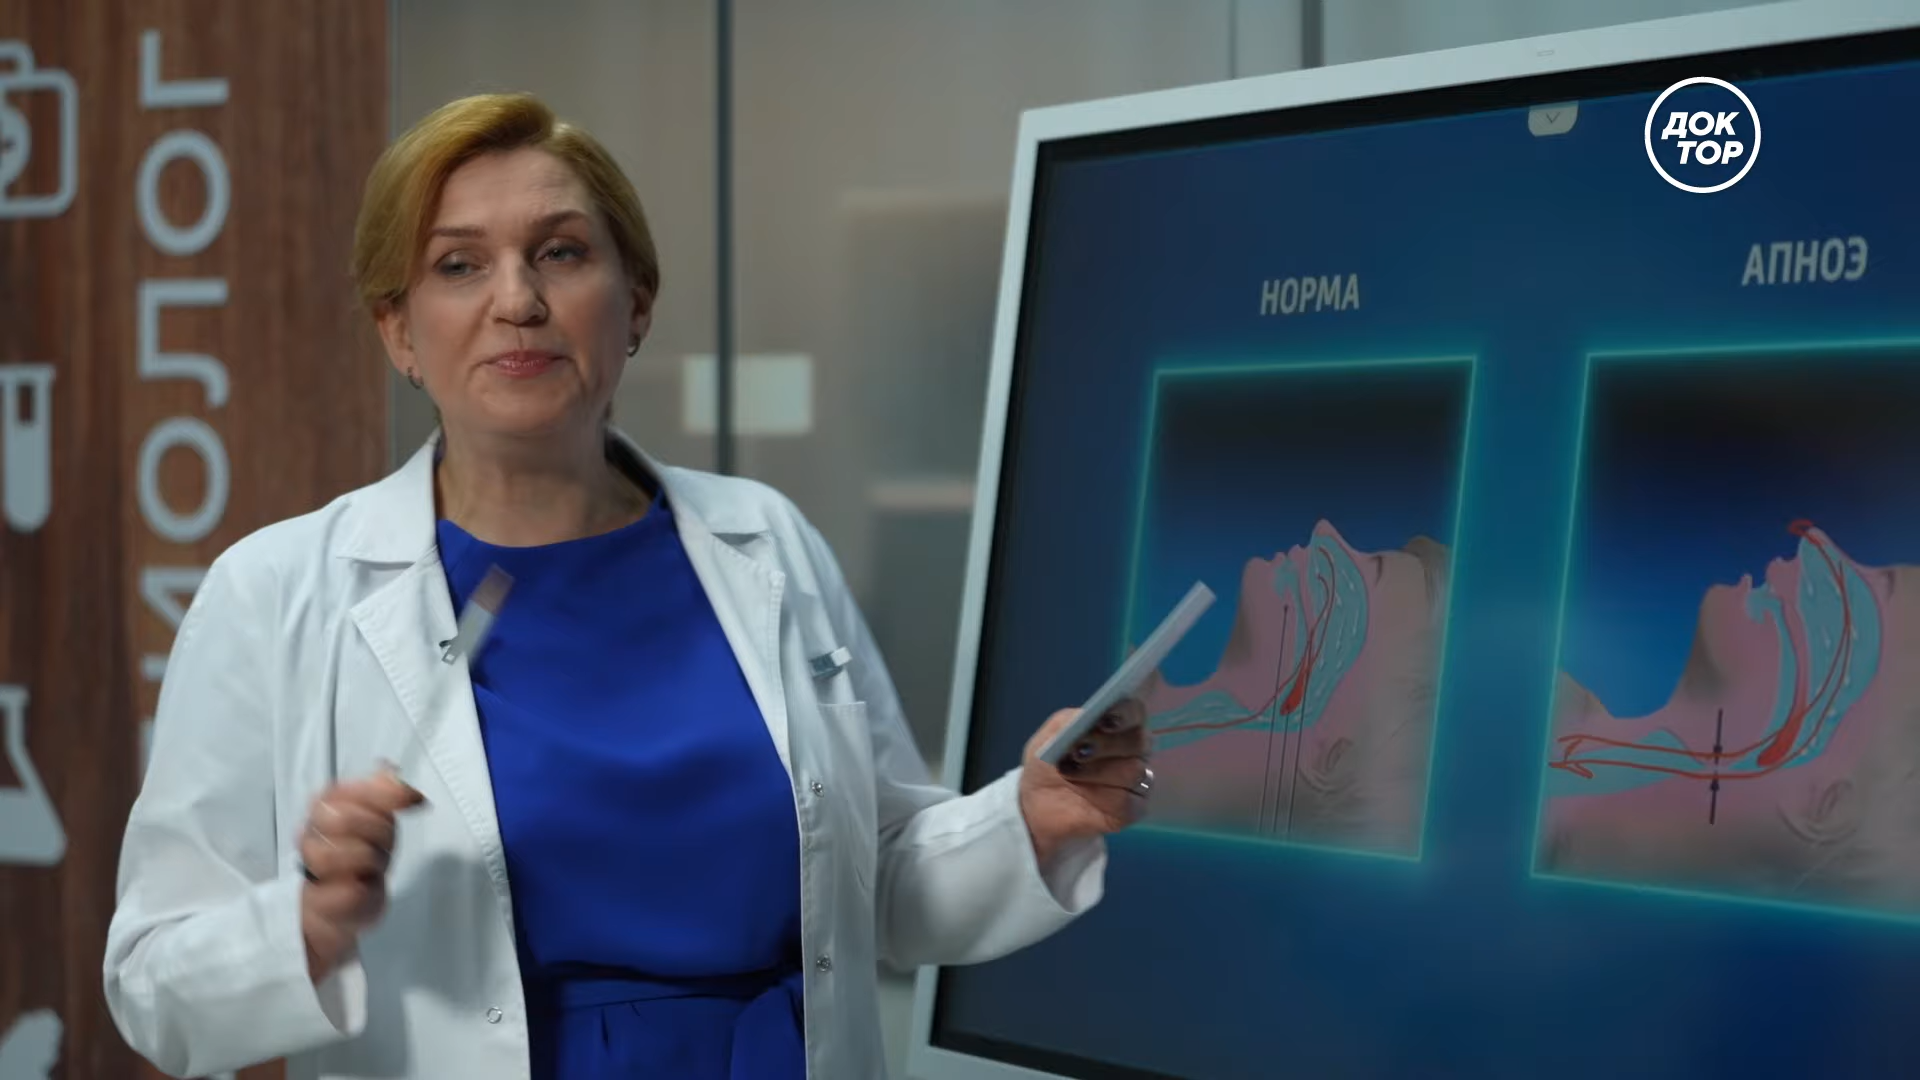 ДОК
ТОР
НОРМА
АПНОЭ
ИОЛОГ